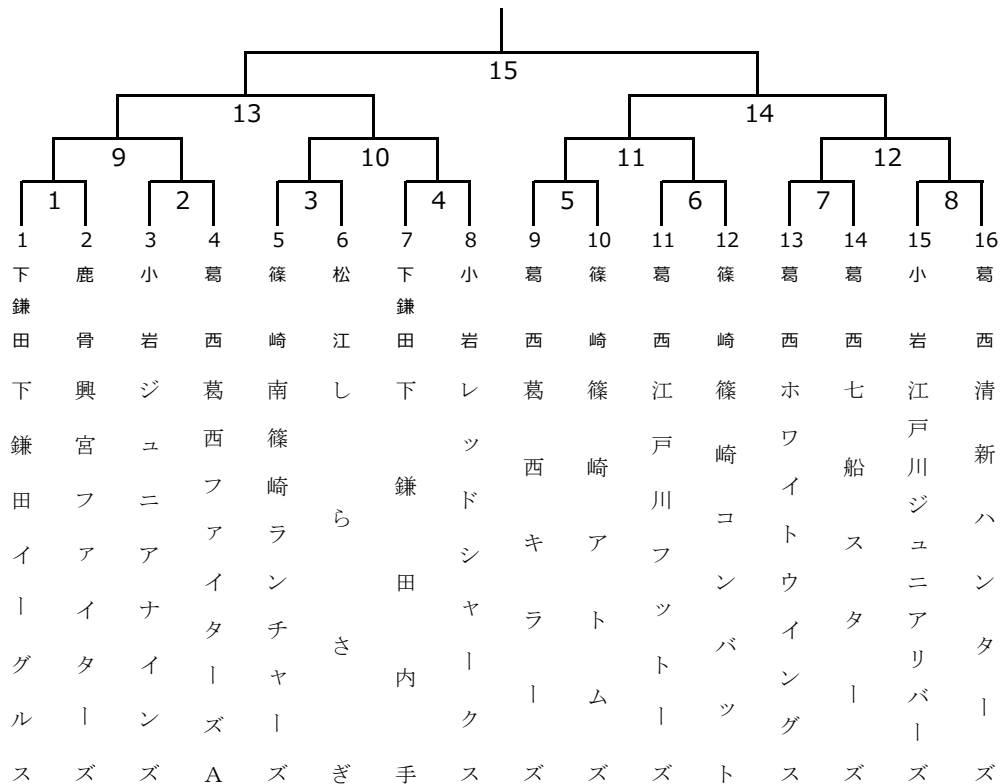 15
13 14
9 10 11 12
1 2 3 4 5 6 7 8
1 2 3 4 5 6 7 8 9 10 11 12 13 14 15 16
下鎌田 下鎌田イーグルス
鹿骨 興宮ファイターズ
小岩 ジュニアナインズ
葛西 葛西ファイターズA
篠崎 南篠崎ランチャーズ
松江 しらさぎ
下鎌田 下鎌田内手
小岩 レッドシャークス
葛西 葛西キラーズ
篠崎 篠崎アトムズ
葛西 江戸川フットーズ
篠崎 篠崎コンバット
葛西 ホワイトウイングス
葛西 七船スターズ
小岩 江戸川ジュニアリバーズ
葛西 清新ハンターズ